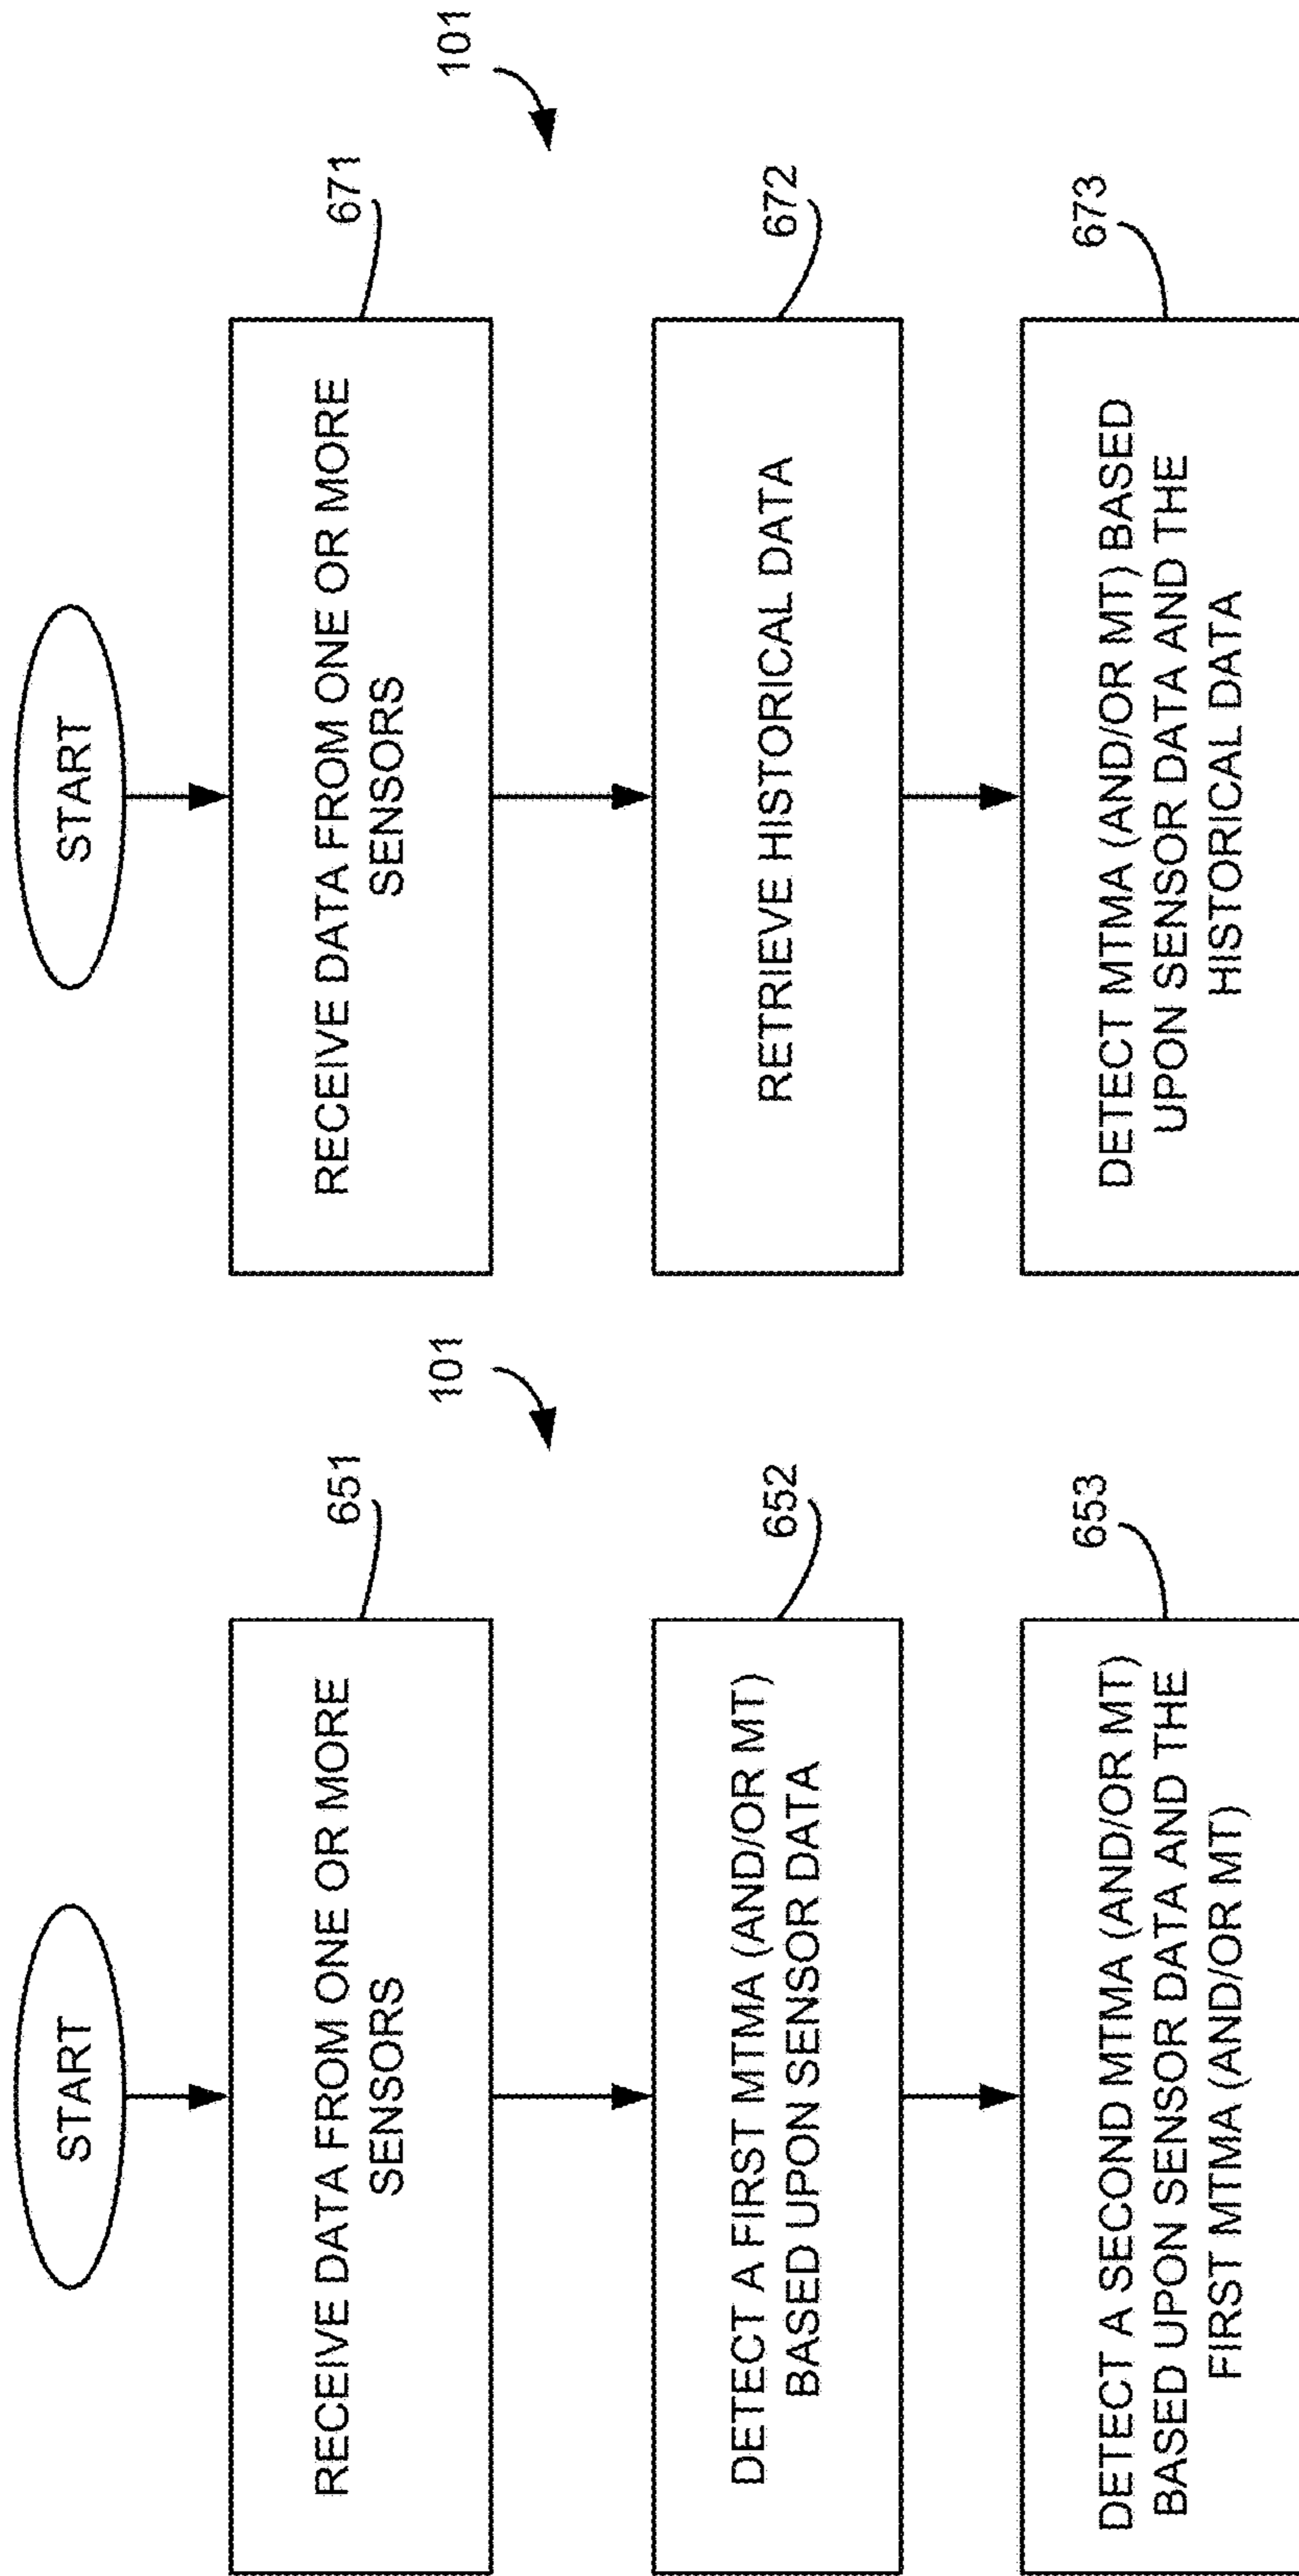 START
101
651
RECEIVE DATA FROM ONE OR MORE
SENSORS
652
DETECT A FIRST MTMA (AND/OR MT)
BASED UPON SENSOR DATA
653
DETECT A SECOND MTMA (AND/OR MT)
BASED UPON SENSOR DATA AND THE
FIRST MTMA (AND/OR MT)
START
101
671
RECEIVE DATA FROM ONE OR MORE
SENSORS
672
RETRIEVE HISTORICAL DATA
673
DETECT MTMA (AND/OR MT) BASED
UPON SENSOR DATA AND THE
HISTORICAL DATA